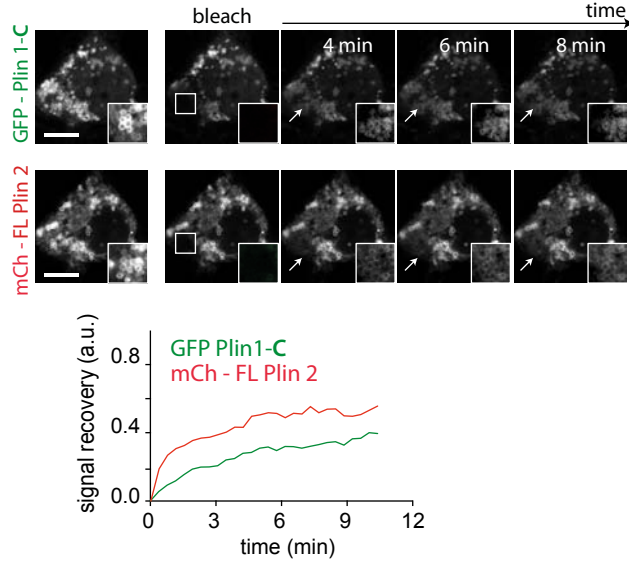 bleach time
GFP - Plin 1-C
4 min 6 min 8 min
mCh - FL Plin 2
GFP Plin1-C
mCh - FL Plin 2
signal recovery (a.u.)
0.8
0.4
0.0
0 3 6 9 12
time (min)